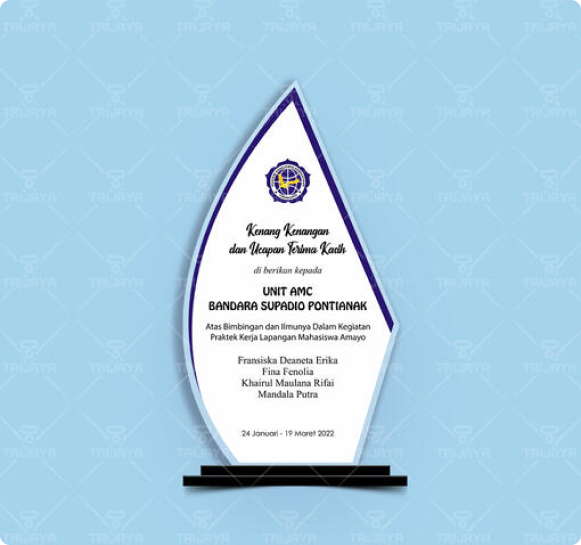 Kenang Kenangan
dan Ucapan Terima Kasih
di berikan kepada
UNIT AMC
BANDARA SUPADIO PONTIANAK
Atas Bimbingan dan Ilmunya Dalam Kegiatan
Praktek Kerja Lapangan Mahasiswa Amayo
Fransiska Deaneta Erika
Fina Fenolia
Khairul Maulana Rifai
Mandala Putra
24 Januari - 19 Maret 2022
TRIJAYA